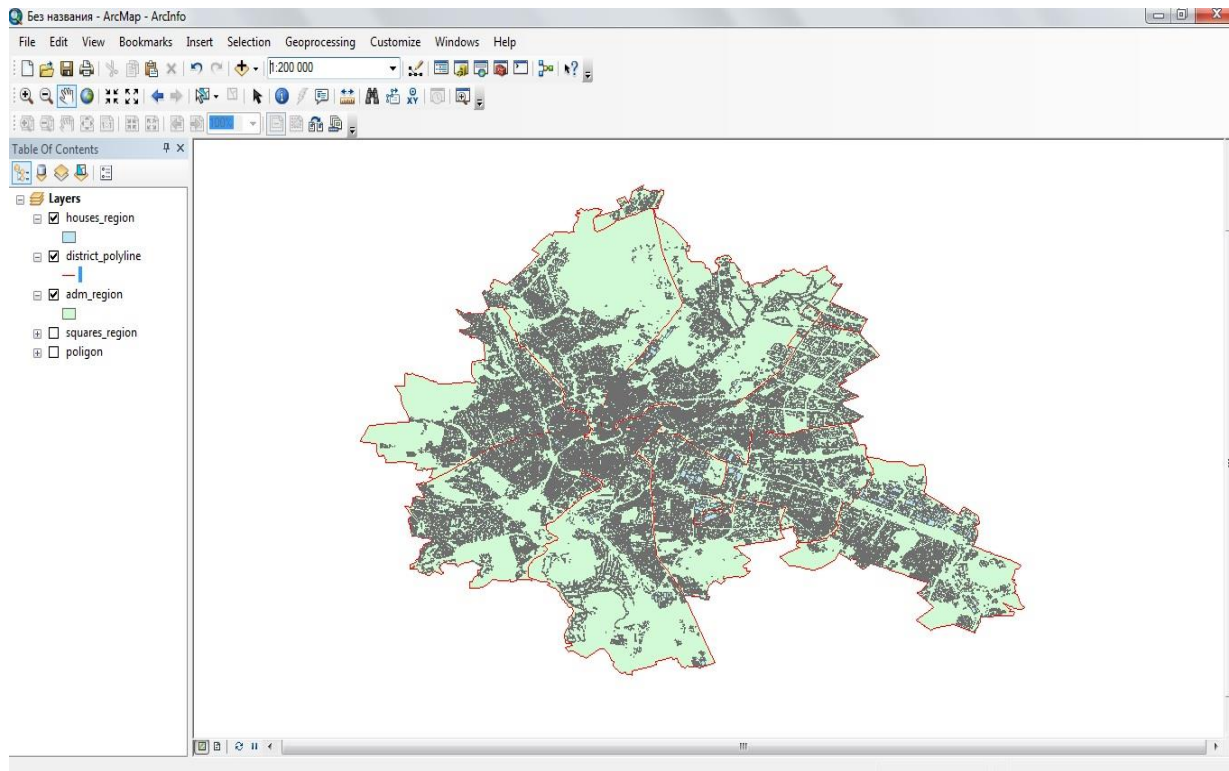 Без названия - ArcMap - ArcInfo
File Edit View Bookmarks Insert Selection Geoprocessing Customize Windows Help
1:200 000
100%
Table Of Contents
Layers
houses_region
district_polyline
adm_region
squares_region
poligon